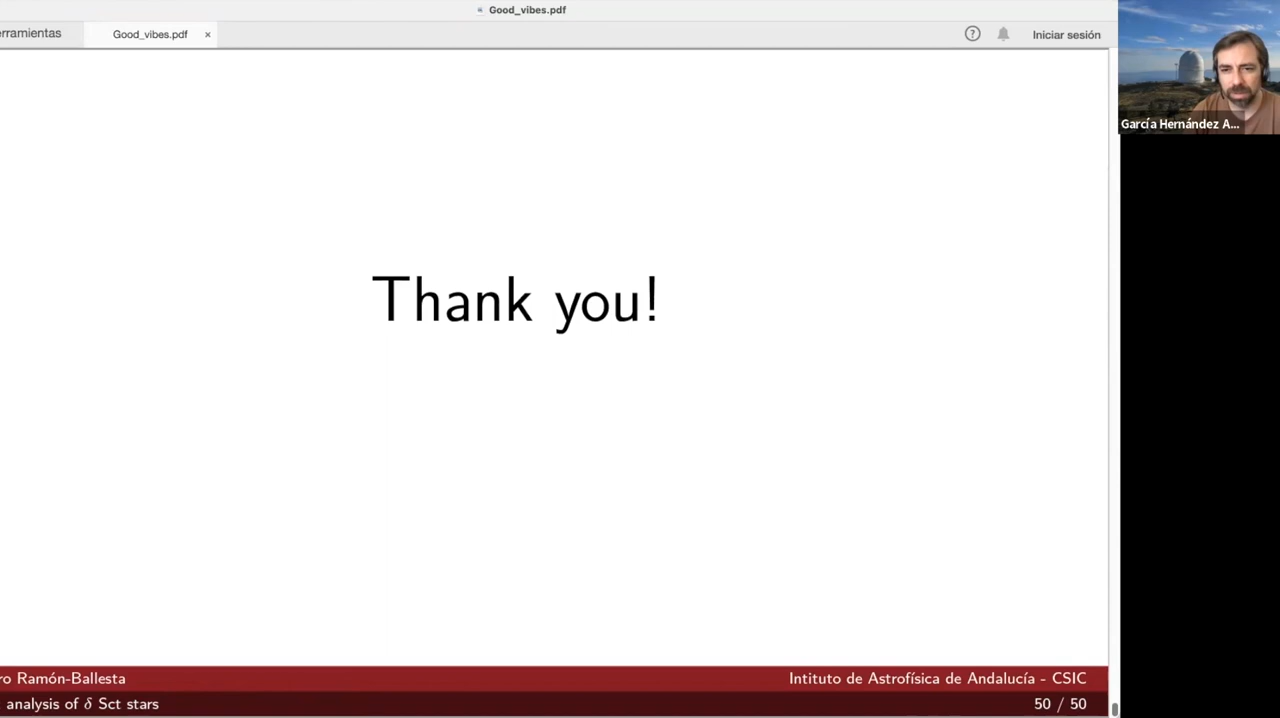 Good_vibes.pdf
erramientas
Good_vibes.pdf ×
? Iniciar sesión
García Hernández A...
Thank you!
ro Ramón-Ballesta
Intituto de Astrofísica de Andalucía - CSIC
analysis of δ Sct stars
50 / 50